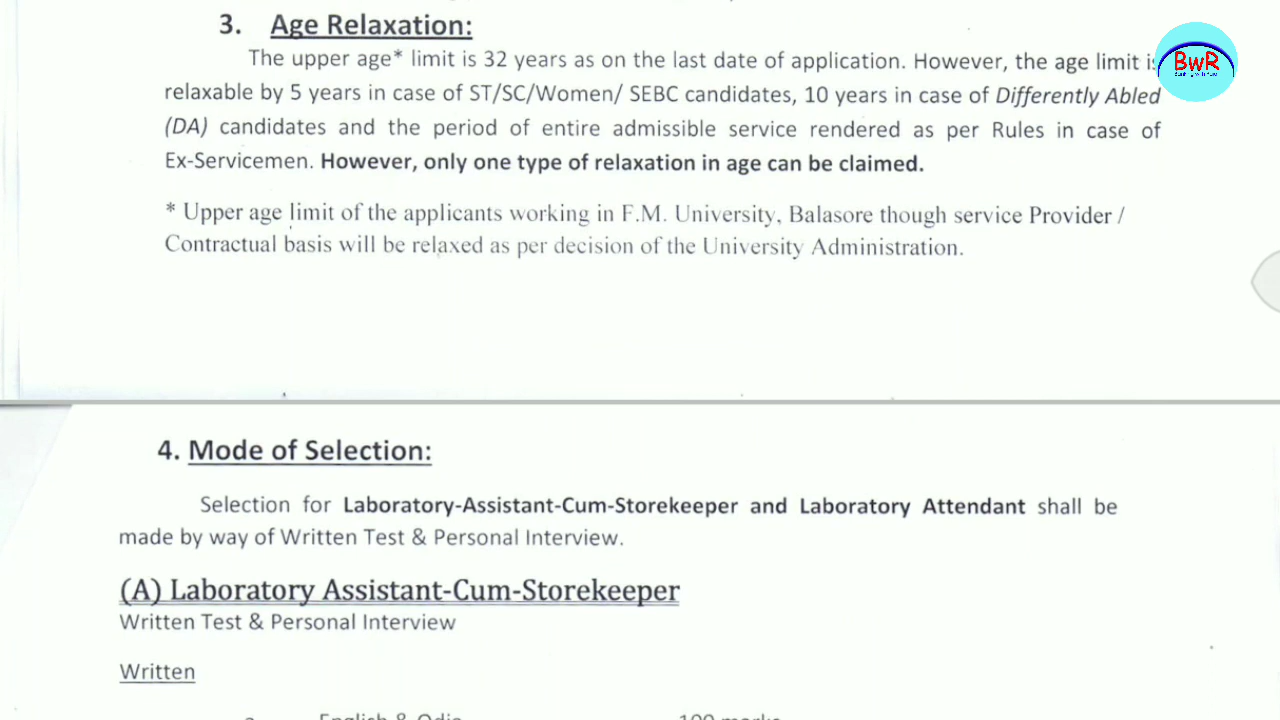 3. Age Relaxation:
The upper age* limit is 32 years as on the last date of application. However, the age limit is
relaxable by 5 years in case of ST/SC/Women/ SEBC candidates, 10 years in case of Differently Abled
(DA) candidates and the period of entire admissible service rendered as per Rules in case of
Ex-Servicemen. However, only one type of relaxation in age can be claimed.
* Upper age limit of the applicants working in F.M. University, Balasore though service Provider /
Contractual basis will be relaxed as per decision of the University Administration.
BwR
4. Mode of Selection:
Selection for Laboratory-Assistant-Cum-Storekeeper and Laboratory Attendant shall be
made by way of Written Test & Personal Interview.
(A) Laboratory Assistant-Cum-Storekeeper
Written Test & Personal Interview
Written
English & Odia 100 marks